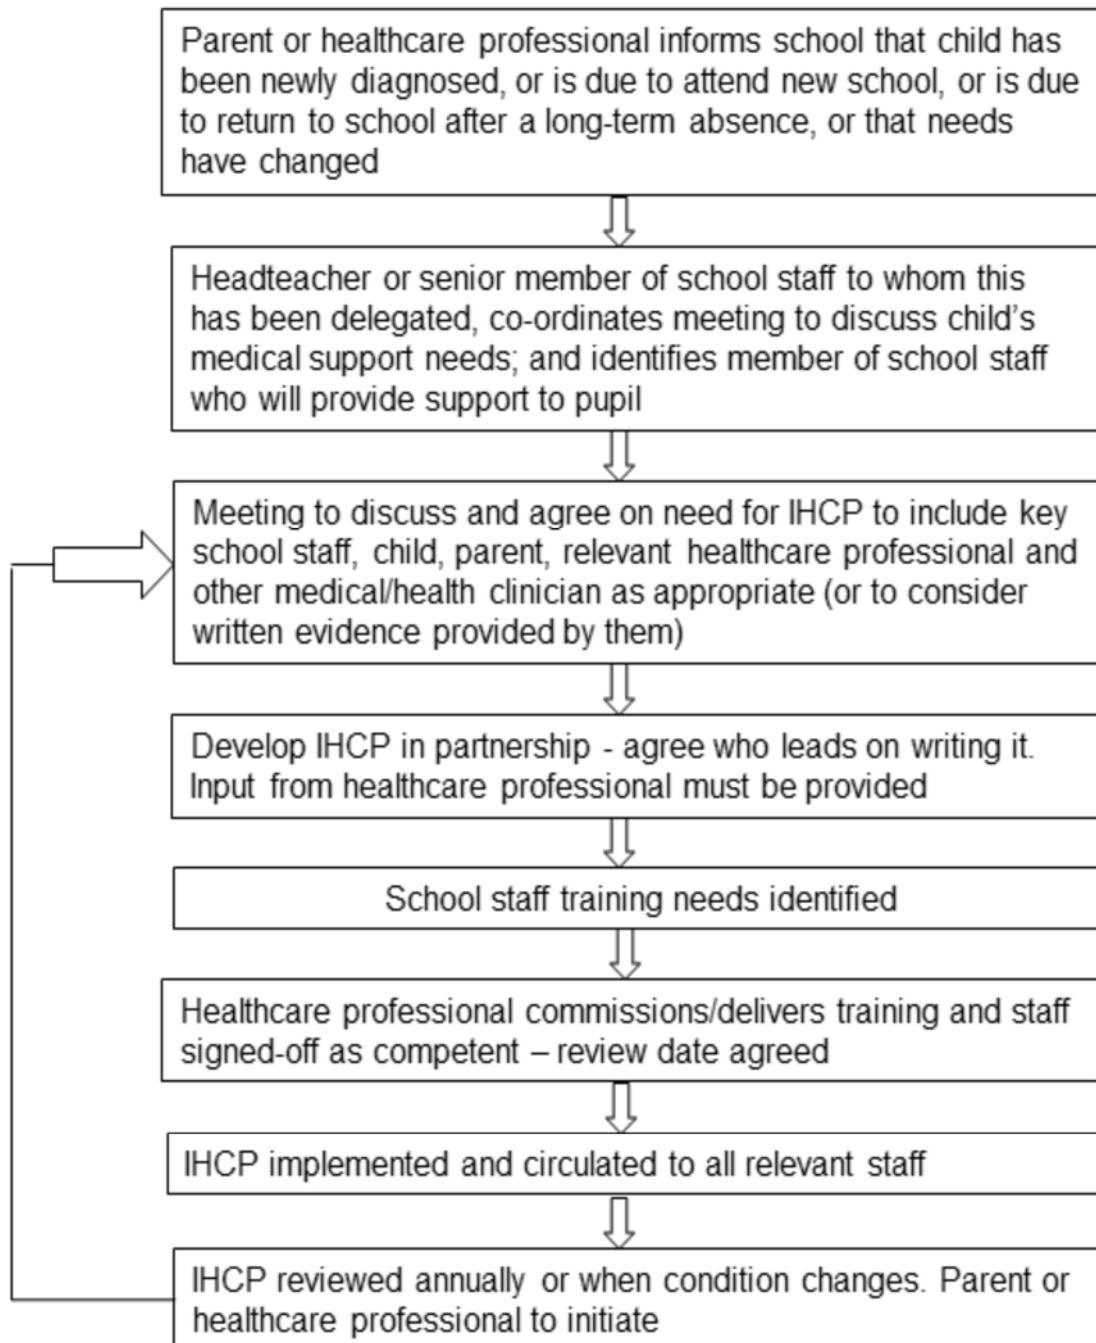 Parent or healthcare professional informs school that child has
been newly diagnosed, or is due to attend new school, or is due
to return to school after a long-term absence, or that needs
have changed
Headteacher or senior member of school staff to whom this
has been delegated, co-ordinates meeting to discuss child's
medical support needs; and identifies member of school staff
who will provide support to pupil
Meeting to discuss and agree on need for IHCP to include key
school staff, child, parent, relevant healthcare professional and
other medical/health clinician as appropriate (or to consider
written evidence provided by them)
Develop IHCP in partnership - agree who leads on writing it.
Input from healthcare professional must be provided
School staff training needs identified
Healthcare professional commissions/delivers training and staff
signed-off as competent – review date agreed
IHCP implemented and circulated to all relevant staff
IHCP reviewed annually or when condition changes. Parent or
healthcare professional to initiate